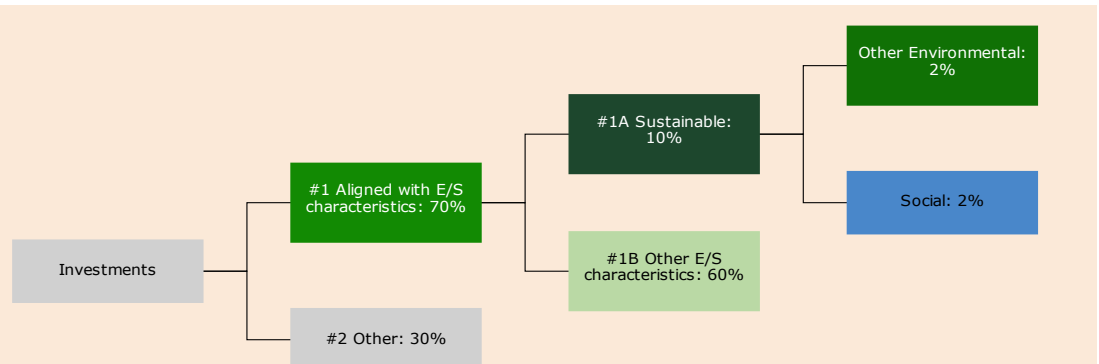 Other Environmental:
2%
#1A Sustainable:
10%
#1 Aligned with E/S
characteristics: 70%
Social: 2%
Investments
#1B Other E/S
characteristics: 60%
#2 Other: 30%